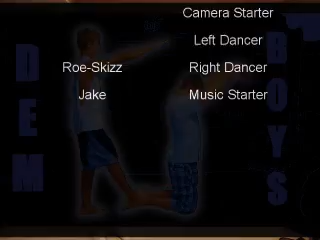 Camera Starter
Left Dancer
Roe-Skizz Right Dancer
Jake Music Starter
DEM
BOYS